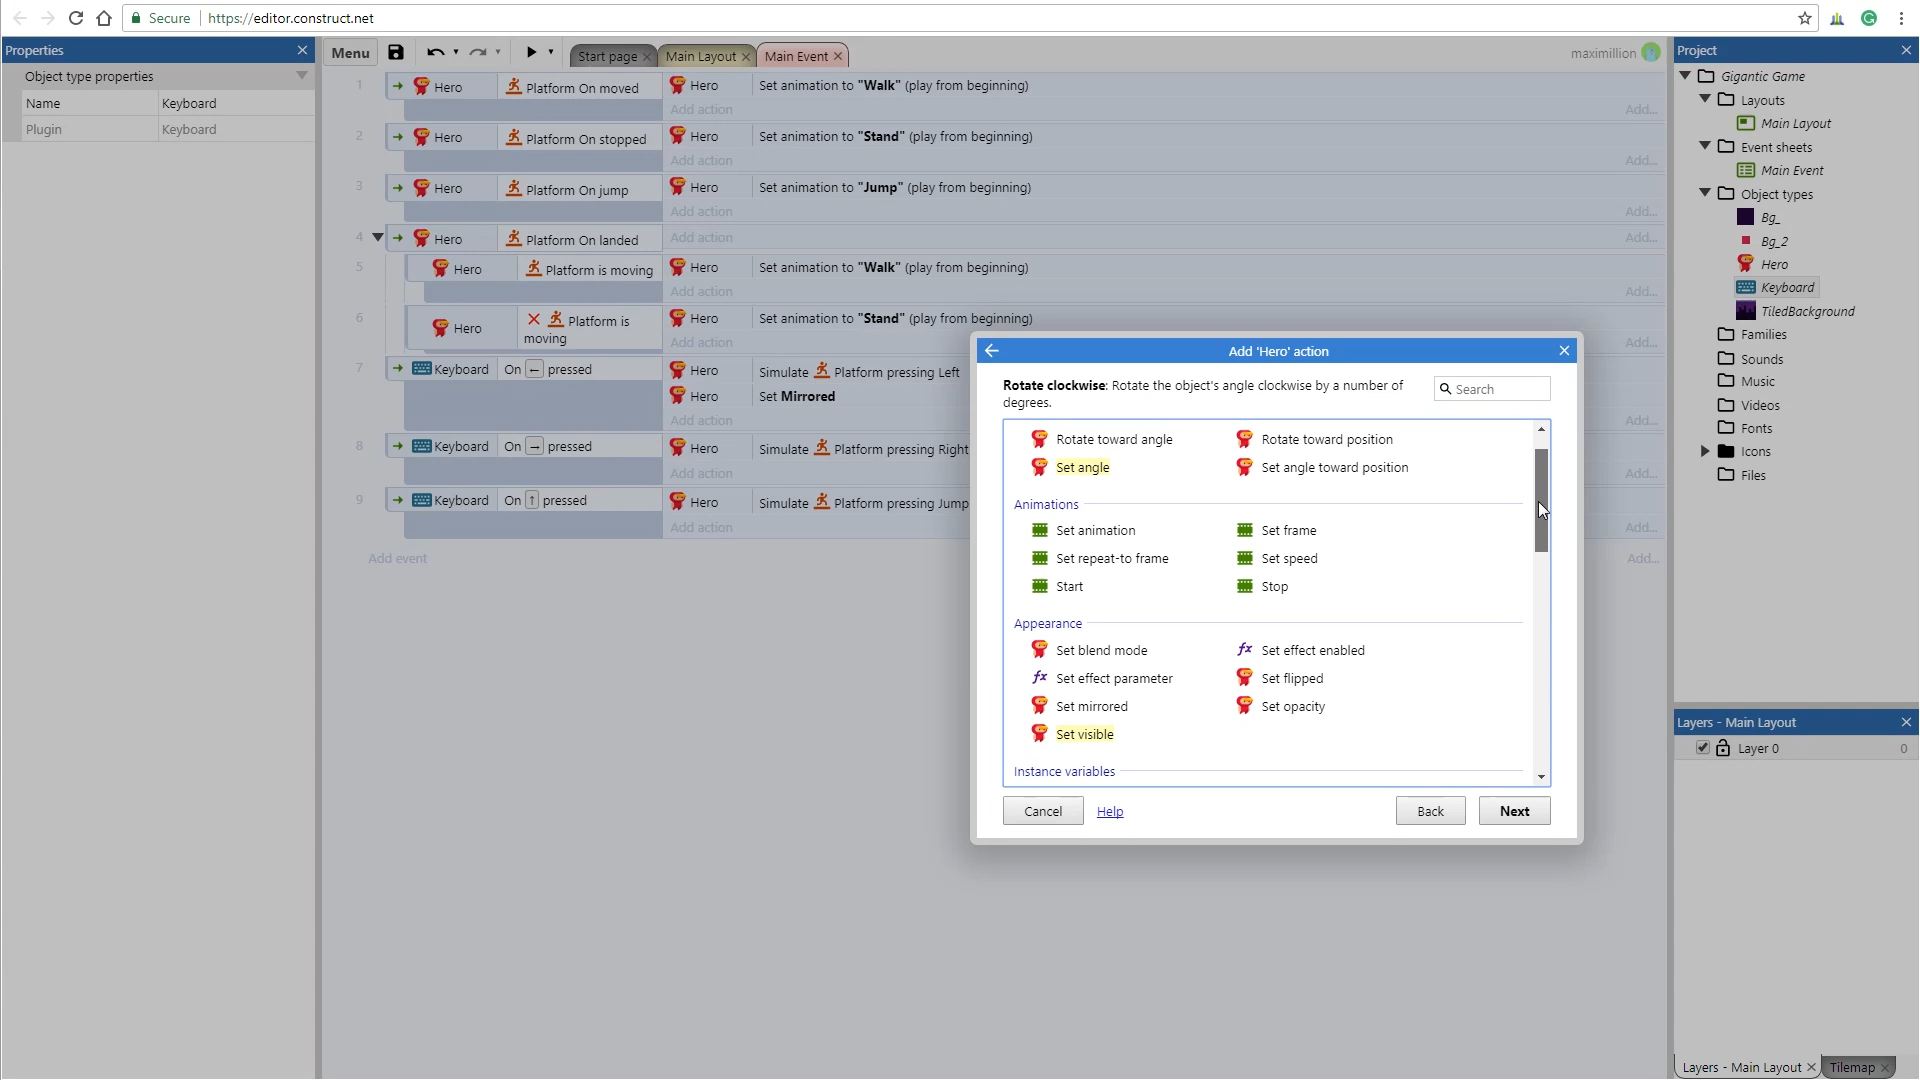 Secure | https://editor.construct.net
Properties
Object type properties
Name Keyboard
Plugin Keyboard
Menu Start page Main Layout Main Event maximillion
1 Hero Platform On moved Hero Set animation to "Walk" (play from beginning)
Add action Add...
2 Hero Platform On stopped Hero Set animation to "Stand" (play from beginning)
Add action Add...
3 Hero Platform On jump Hero Set animation to "Jump" (play from beginning)
Add action Add...
4 Hero Platform On landed Add action Add...
5 Hero Platform is moving Hero Set animation to "Walk" (play from beginning)
Add action Add...
6 Hero Platform is moving Hero Set animation to "Stand" (play from beginning)
Add action Add...
7 Keyboard On ← pressed Hero Simulate Platform pressing Left
Hero Set Mirrored
Add action Add...
8 Keyboard On → pressed Hero Simulate Platform pressing Right
Add action Add...
9 Keyboard On ↑ pressed Hero Simulate Platform pressing Jump
Add action Add...
Add event Add...
Add 'Hero' action
Rotate clockwise: Rotate the object's angle clockwise by a number of
degrees.
Search
Rotate toward angle Rotate toward position
Set angle Set angle toward position
Animations
Set animation Set frame
Set repeat-to frame Set speed
Start Stop
Appearance
Set blend mode fx Set effect enabled
fx Set effect parameter Set flipped
Set mirrored Set opacity
Set visible
Instance variables
Cancel Help Back Next
Project
Gigantic Game
Layouts
Main Layout
Event sheets
Main Event
Object types
Bg_
Bg_2
Hero
Keyboard
TiledBackground
Families
Sounds
Music
Videos
Fonts
Icons
Files
Layers - Main Layout
Layer 0 0
Layers - Main Layout Tilemap